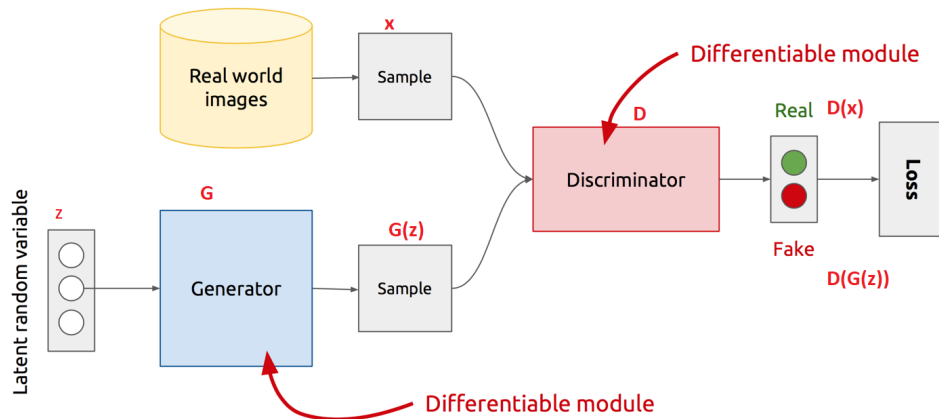 x
Real world
images
Sample
Differentiable module
D
Discriminator
Real
D(x)
Loss
Fake
D(G(z))
Latent random variable
z
G
Generator
G(z)
Sample
Differentiable module